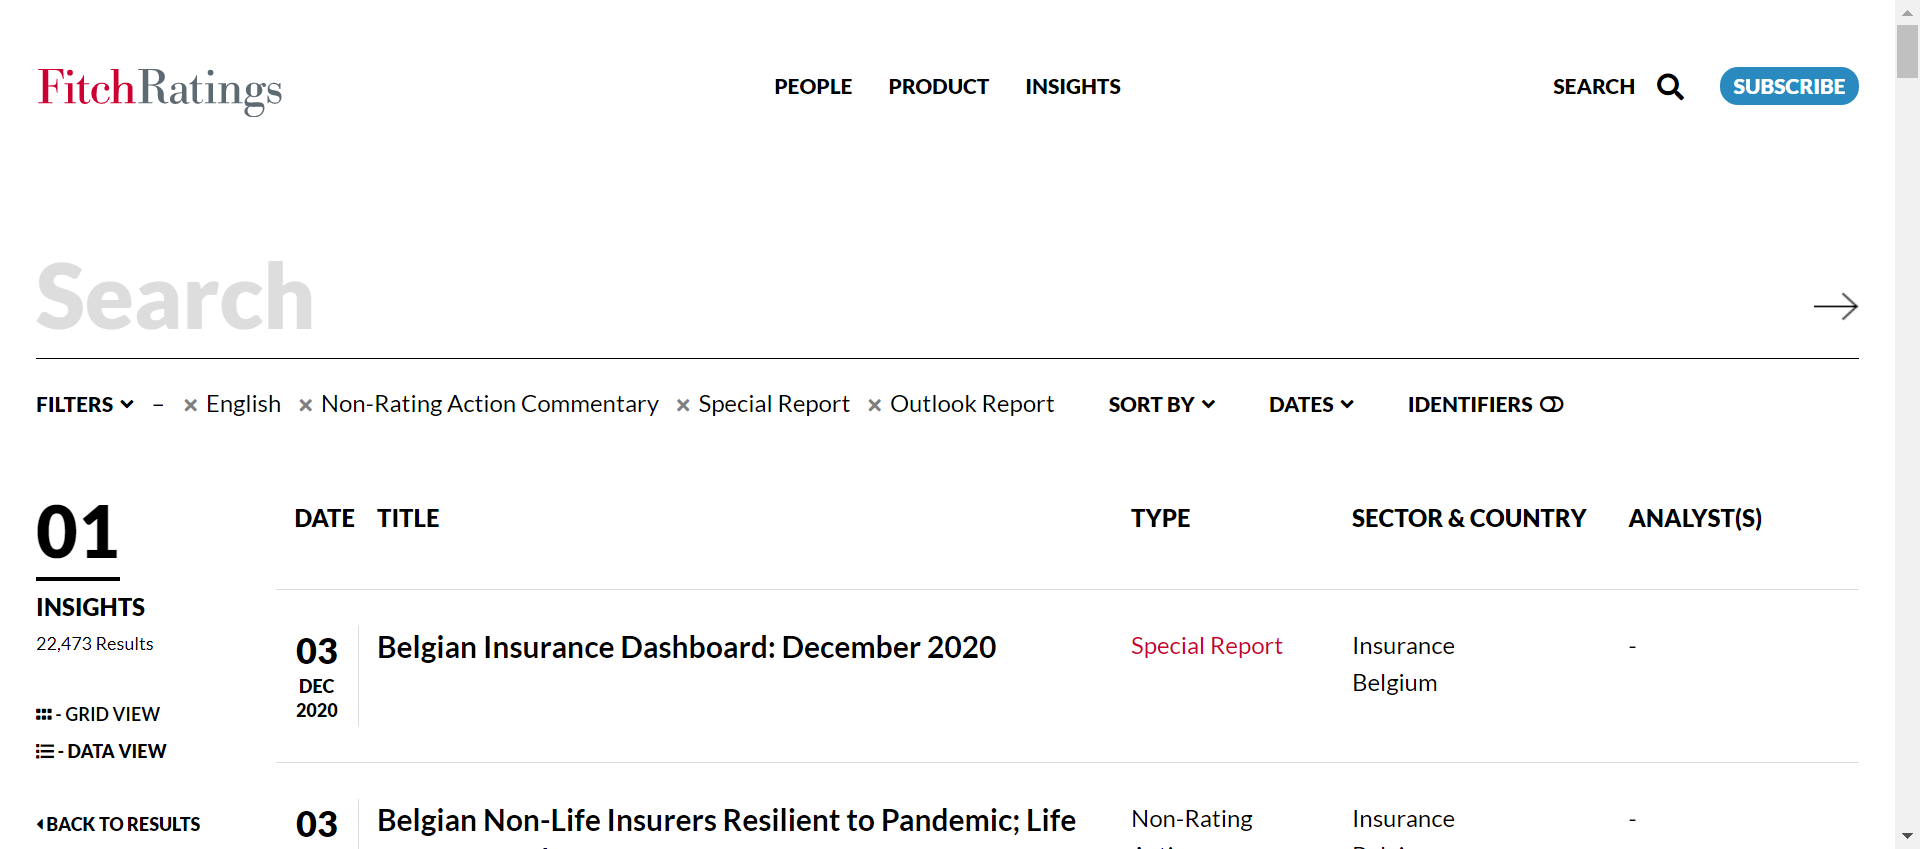 FitchRatings
PEOPLE PRODUCT INSIGHTS
SEARCH
SUBSCRIBE
Search
FILTERS – × English × Non-Rating Action Commentary × Special Report × Outlook Report SORT BY DATES IDENTIFIERS
01
INSIGHTS
22,473 Results
- GRID VIEW
- DATA VIEW
BACK TO RESULTS
DATE TITLE TYPE SECTOR & COUNTRY ANALYST(S)
03
DEC
2020
Belgian Insurance Dashboard: December 2020
Special Report
Insurance
Belgium
-
03
Belgian Non-Life Insurers Resilient to Pandemic; Life
Non-Rating
Insurance
-